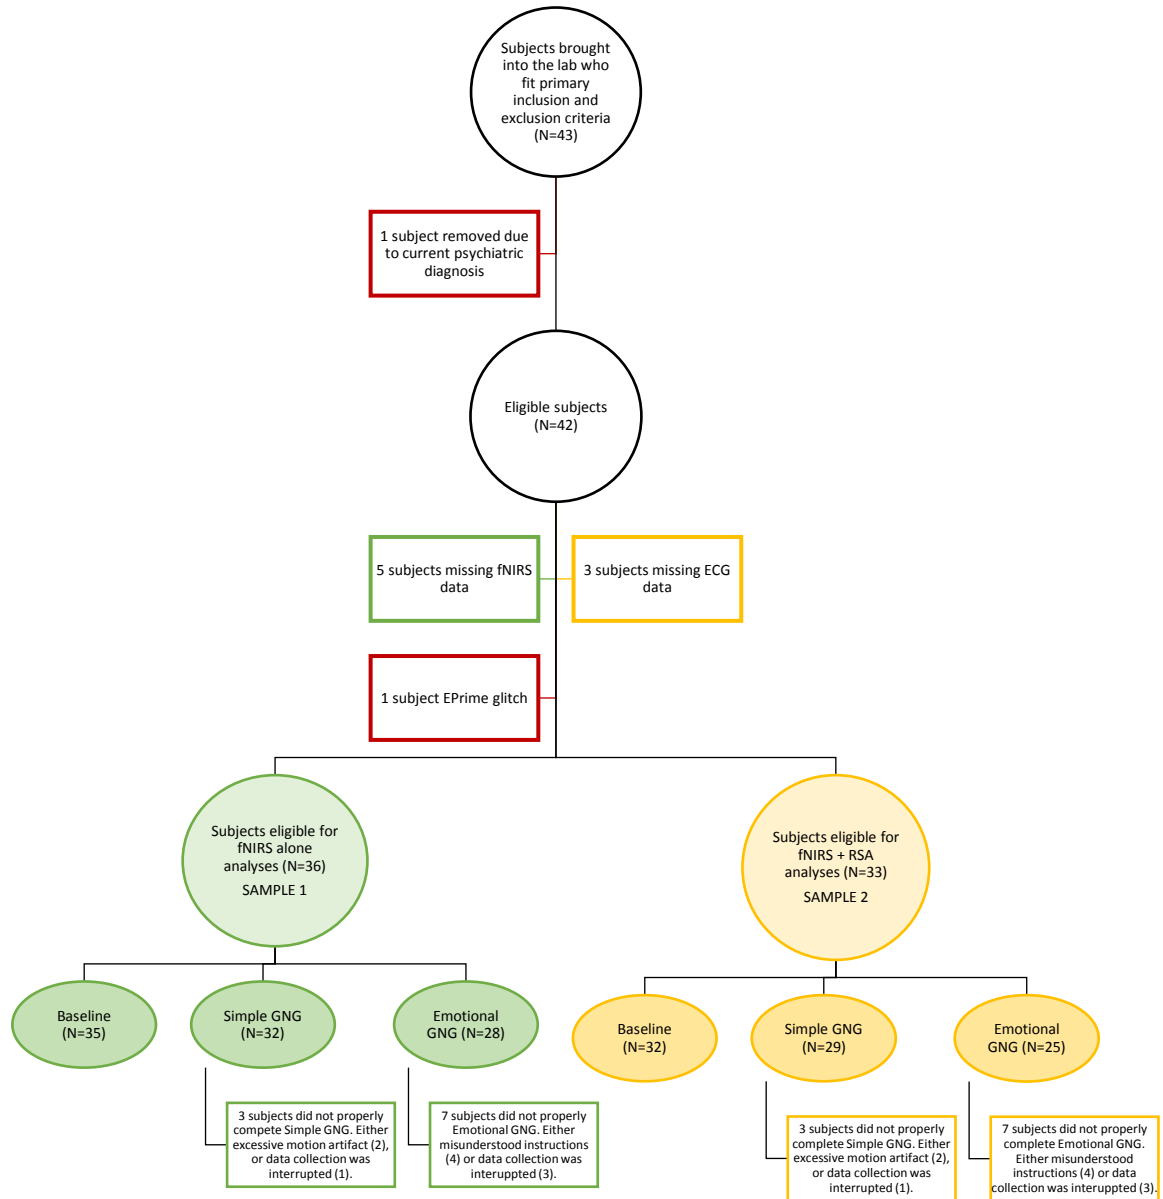 Subjects brought
into the lab who
fit primary
inclusion and
exclusion criteria
(N=43)
1 subject removed due
to current psychiatric
diagnosis
Eligible subjects
(N=42)
5 subjects missing fNIRS
data
3 subjects missing ECG
data
1 subject EPrime glitch
Subjects eligible for
fNIRS alone
analyses (N=36)
SAMPLE 1
Subjects eligible for
fNIRS + RSA
analyses (N=33)
SAMPLE 2
Baseline
(N=35)
Simple GNG
(N=32)
Emotional
GNG (N=28)
Baseline
(N=32)
Simple GNG
(N=29)
Emotional
GNG (N=25)
3 subjects did not properly
compete Simple GNG. Either
excessive motion artifact (2),
or data collection was
interrupted (1).
7 subjects did not properly
Emotional GNG. Either
misunderstood instructions
(4) or data collection was
interuppted (3).
3 subjects did not properly
complete Simple GNG. Either
excessive motion artifact (2),
or data collection was
interrupted (1).
7 subjects did not properly
complete Emotional GNG.
Either misunderstood
instructions (4) or data
collection was interuppted (3).